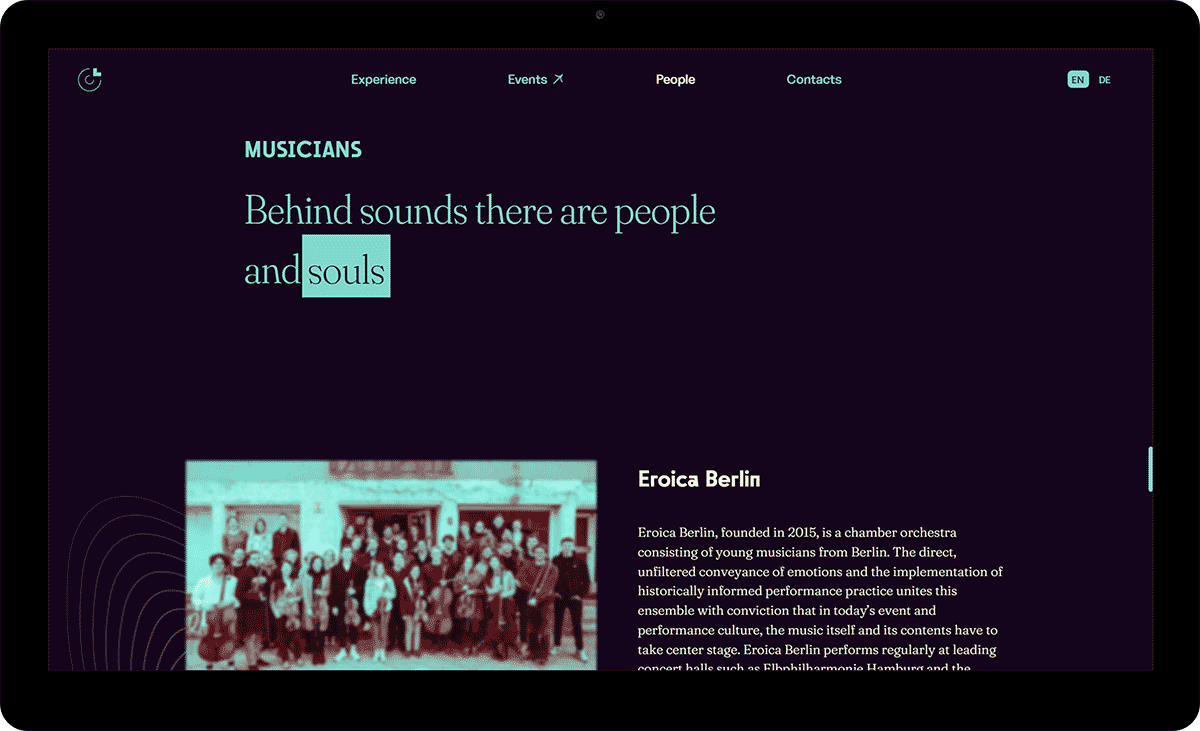 Experience
Events
People
Contacts
EN
DE
MUSICIANS
Behind sounds there are people
and souls
Eroica Berlin
Eroica Berlin, founded in 2015, is a chamber orchestra
consisting of young musicians from Berlin. The direct,
unfiltered conveyance of emotions and the implementation of
historically informed performance practice unites this
ensemble with conviction that in today's event and
performance culture, the music itself and its contents have to
take center stage. Eroica Berlin performs regularly at leading
concert halls such as Elbphilharmonie Hamburg and the